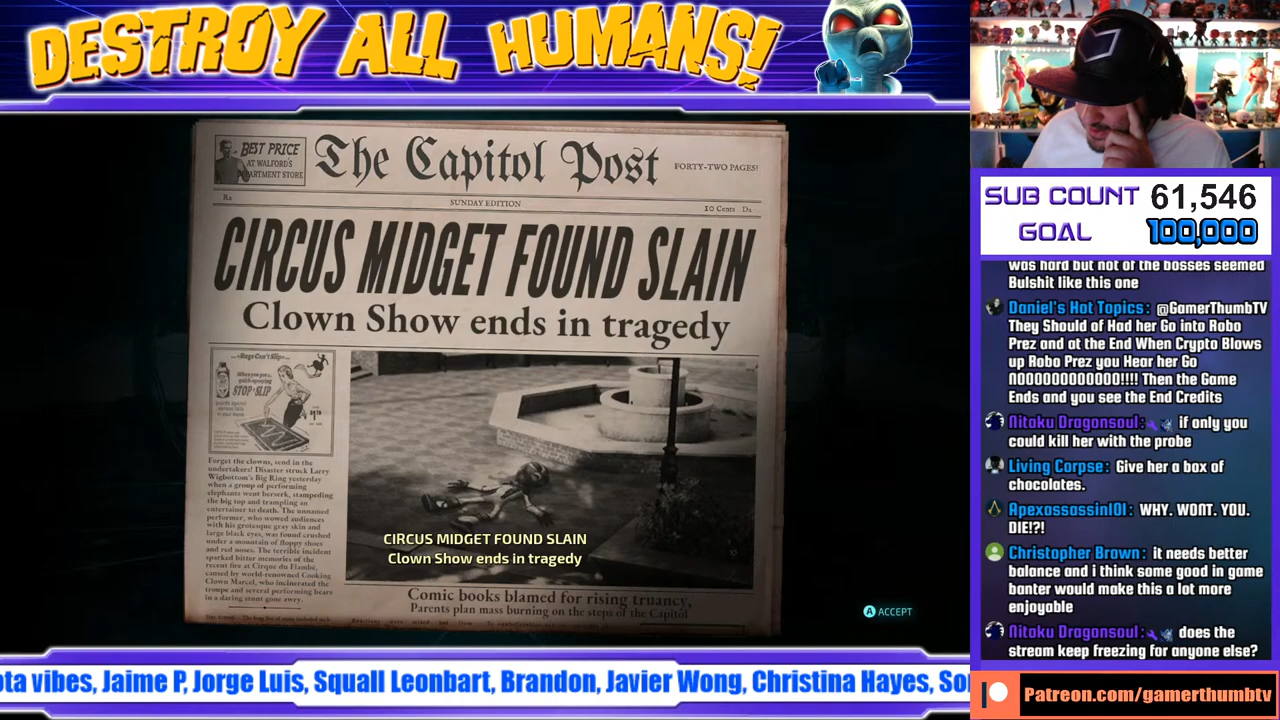 DESTROY ALL HUMANS!
BEST PRICE
AT WALFORD'S
DEPARTMENT STORE
The Capitol Post
FORTY-TWO PAGES!
R1
SUNDAY EDITION
10 Cents D2
CIRCUS MIDGET FOUND SLAIN
Clown Show ends in tragedy
STOP-SLIP
Forget the clowns, send in the
undertakers! Disaster struck Larry
Wigbottom's Big Ring yesterday
when a group of performing
elephants went berserk, stampeding
the big top and trampling an
entertainer to death. The unnamed
performer, who wowed audiences
with his grotesque gray skin and
large black eyes, was found crushed
under a mountain of floppy shoes
and red noses. The terrible incident
sparked bitter memories of the
recent fire at Cirque du Flambé,
caused by world-renowned Cooking
Clown Marcel, who incinerated the
troupe and several performing bears
in a daring stunt gone awry.
CIRCUS MIDGET FOUND SLAIN
Clown Show ends in tragedy
Comic books blamed for rising truancy,
Parents plan mass burning on the steps of the Capitol
A ACCEPT
SUB COUNT 61,546
GOAL 100,000
was hard but not of the bosses seemed
Bulshit like this one
Daniel's Hot Topics: @GamerThumbTV
They Should of Had her Go into Robo
Prez and at the End When Crypto Blows
up Robo Prez you Hear her Go
NOOOOOOOOOOOO!!!! Then the Game
Ends and you see the End Credits
Nitaku Dragonsoul: if only you
could kill her with the probe
Living Corpse: Give her a box of
chocolates.
Apexassassin101: WHY. WONT. YOU.
DIE!?!
Christopher Brown: it needs better
balance and i think some good in game
banter would make this a lot more
enjoyable
Nitaku Dragonsoul: does the
stream keep freezing for anyone else?
ota vibes, Jaime P, Jorge Luis, Squall Leonbart, Brandon, Javier Wong, Christina Hayes, So
Patreon.com/gamerthumbtv